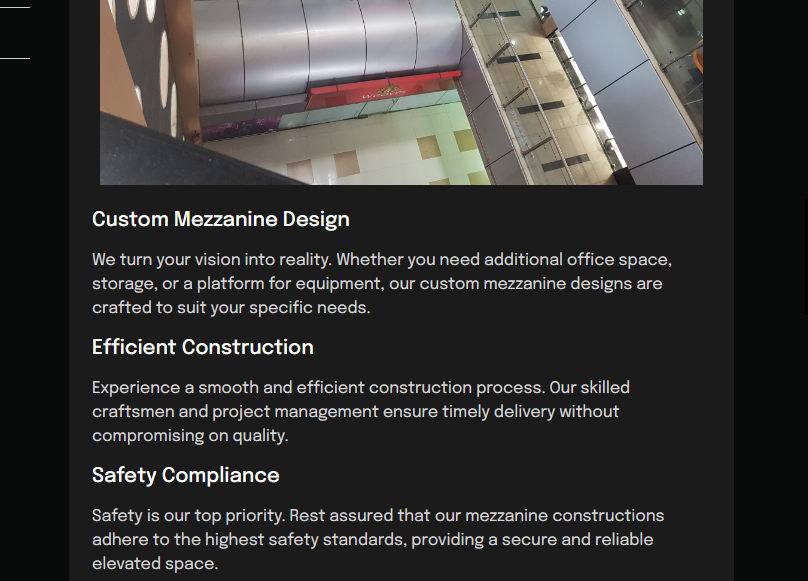 Custom Mezzanine Design
We turn your vision into reality. Whether you need additional office space,
storage, or a platform for equipment, our custom mezzanine designs are
crafted to suit your specific needs.
Efficient Construction
Experience a smooth and efficient construction process. Our skilled
craftsmen and project management ensure timely delivery without
compromising on quality.
Safety Compliance
Safety is our top priority. Rest assured that our mezzanine constructions
adhere to the highest safety standards, providing a secure and reliable
elevated space.